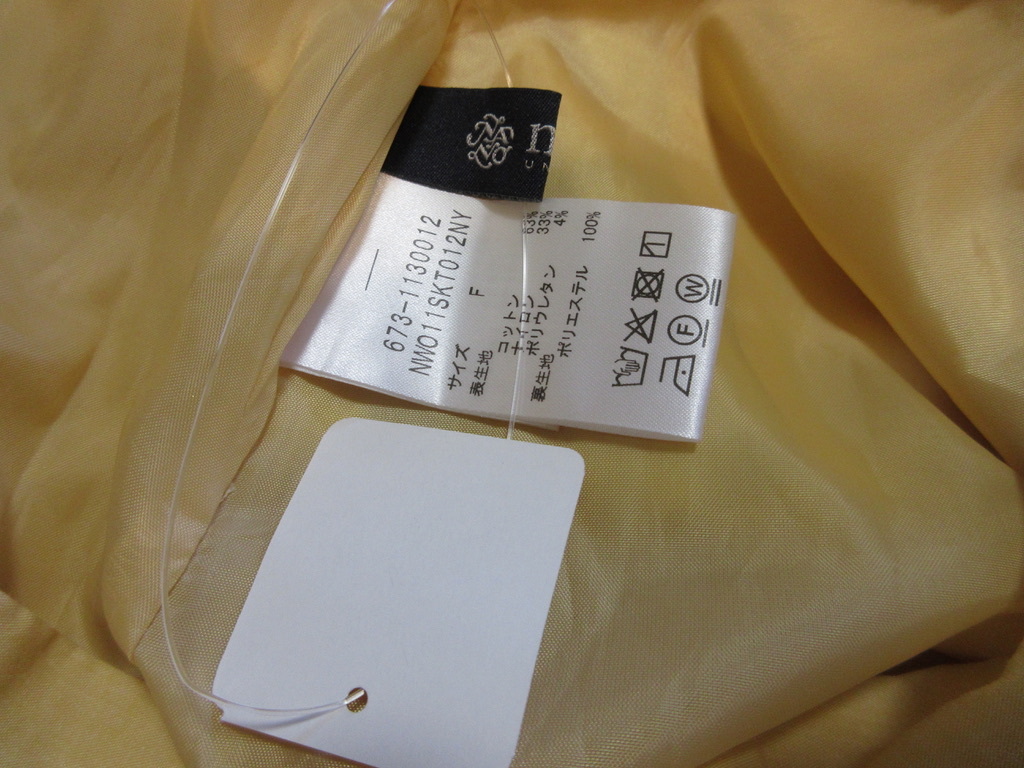 673-1130012
NW011SKT012NY
サイズ F
表生地 コットン 63%
ナイロン 33%
ポリウレタン 4%
裏生地 ポリエステル 100%
F
W